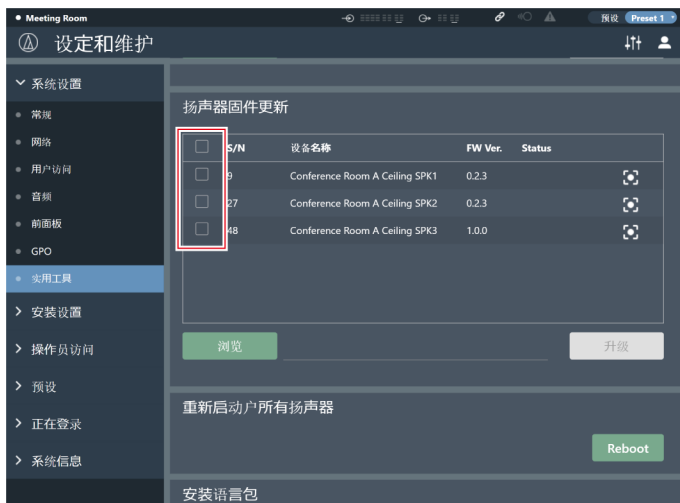 Meeting Room
预设 Preset 1
设定和维护
系统设置
常规
网络
用户访问
音频
前面板
GPO
实用工具
安装设置
操作员访问
预设
正在登录
系统信息
扬声器固件更新
S/N 设备名称 FW Ver. Status
9 Conference Room A Ceiling SPK1 0.2.3
27 Conference Room A Ceiling SPK2 0.2.3
48 Conference Room A Ceiling SPK3 1.0.0
浏览
升级
重新启动户所有扬声器
Reboot
安装语言包